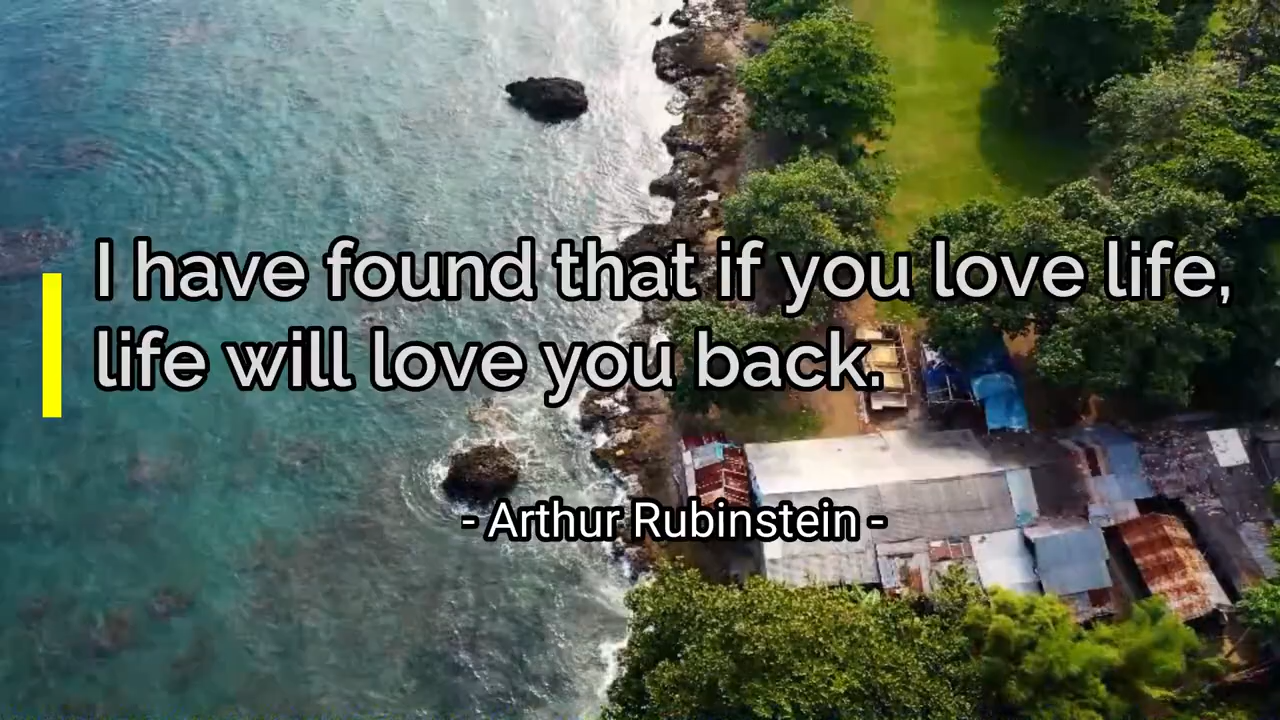 I have found that if you love life,
life will love you back.
- Arthur Rubinstein -